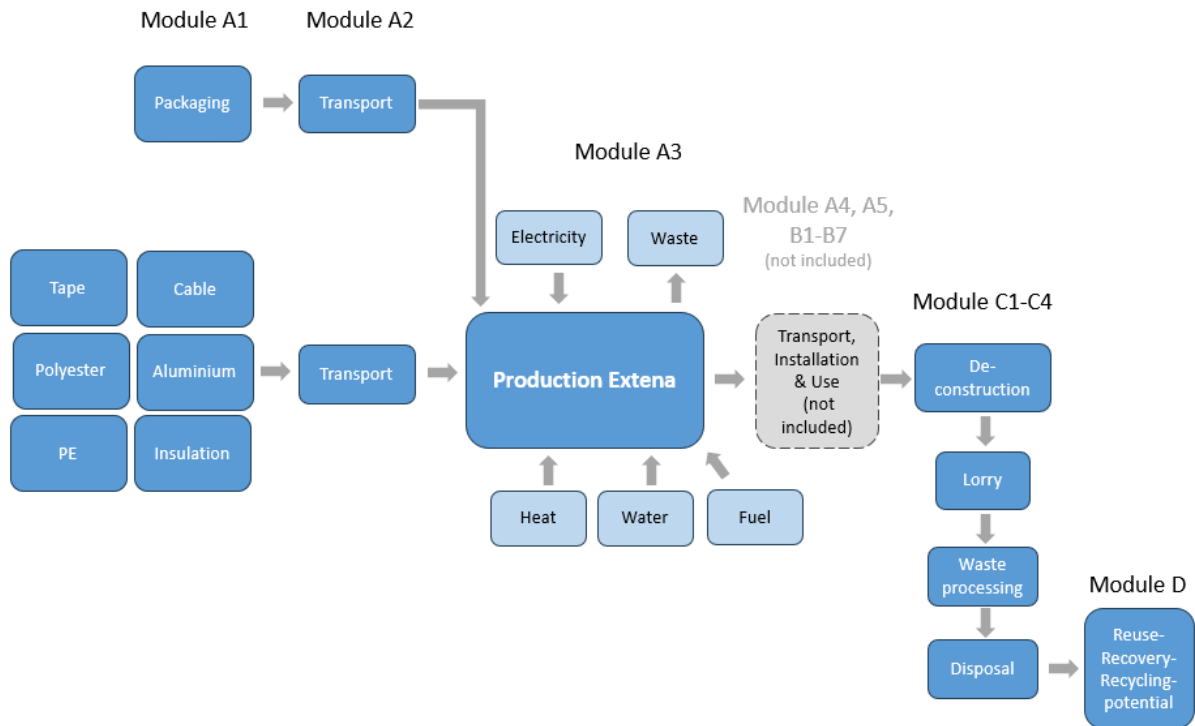 Module A1
Module A2
Packaging
Transport
Module A3
Electricity
Waste
Module A4, A5,
B1-B7
(not included)
Tape
Cable
Polyester
Aluminium
PE
Insulation
Transport
Production Extena
Transport,
Installation
& Use
(not
included)
Heat
Water
Fuel
Module C1-C4
De-
construction
Lorry
Waste
processing
Disposal
Module D
Reuse-
Recovery-
Recycling-
potential